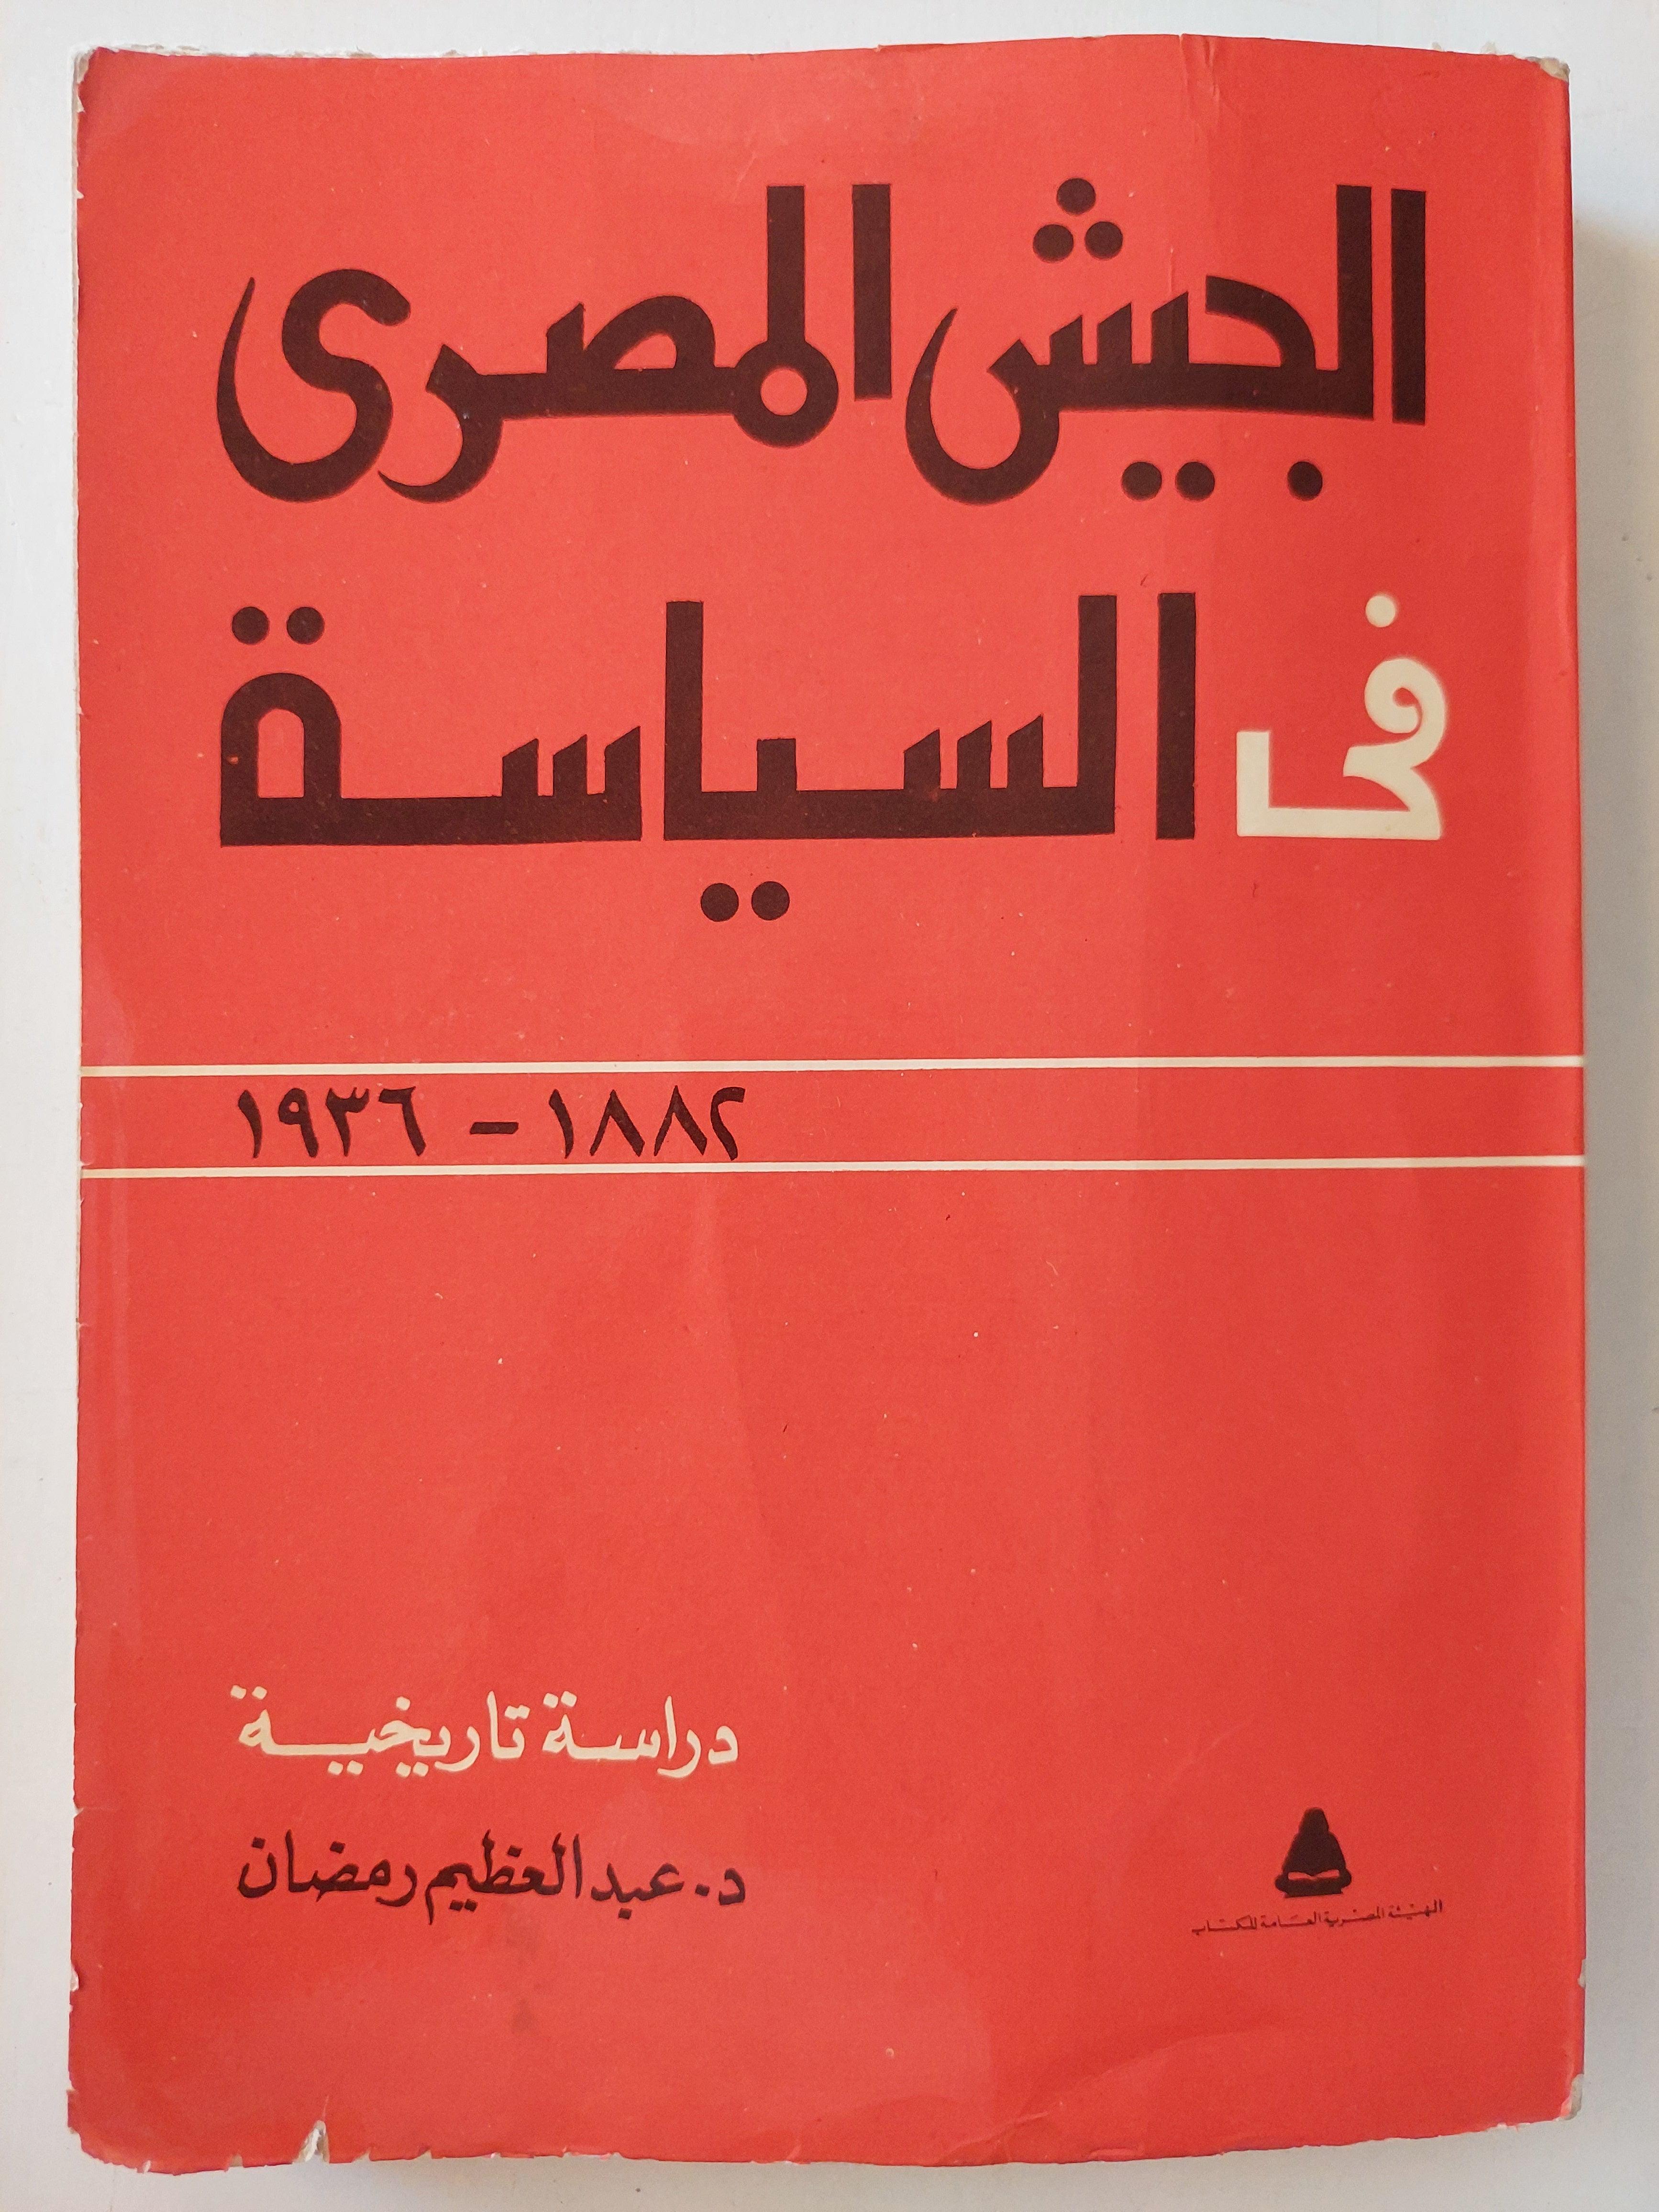 الجيش المصرى
فى السياسة
١٨٨٢ - ١٩٣٦
دراسة تاريخية
د. عبد العظيم رمضان
الهيئة المصرية العامة للكتاب